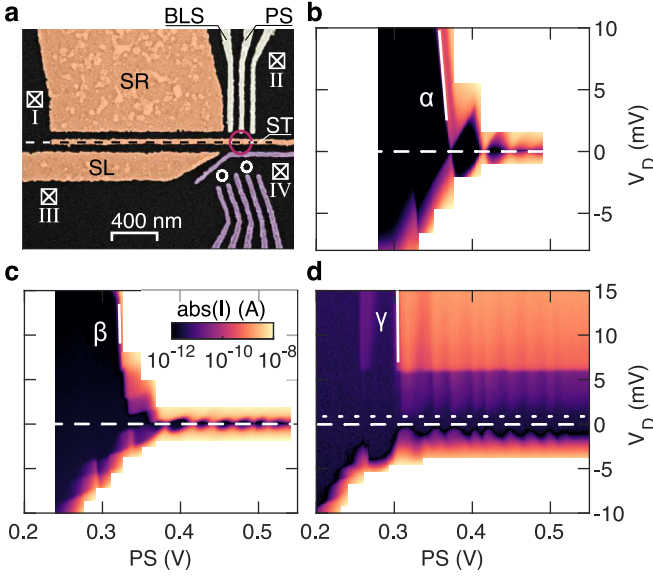 a
BLS
PS
SR
I
II
ST
SL
III
IV
400 nm
b
α
10
5
0
-5
V_D (mV)
c
β
abs(I) (A)
10^-12 10^-10 10^-8
0.2 0.3 0.4 0.5
PS (V)
d
γ
15
10
5
0
-5
-10
V_D (mV)
0.2 0.3 0.4 0.5
PS (V)